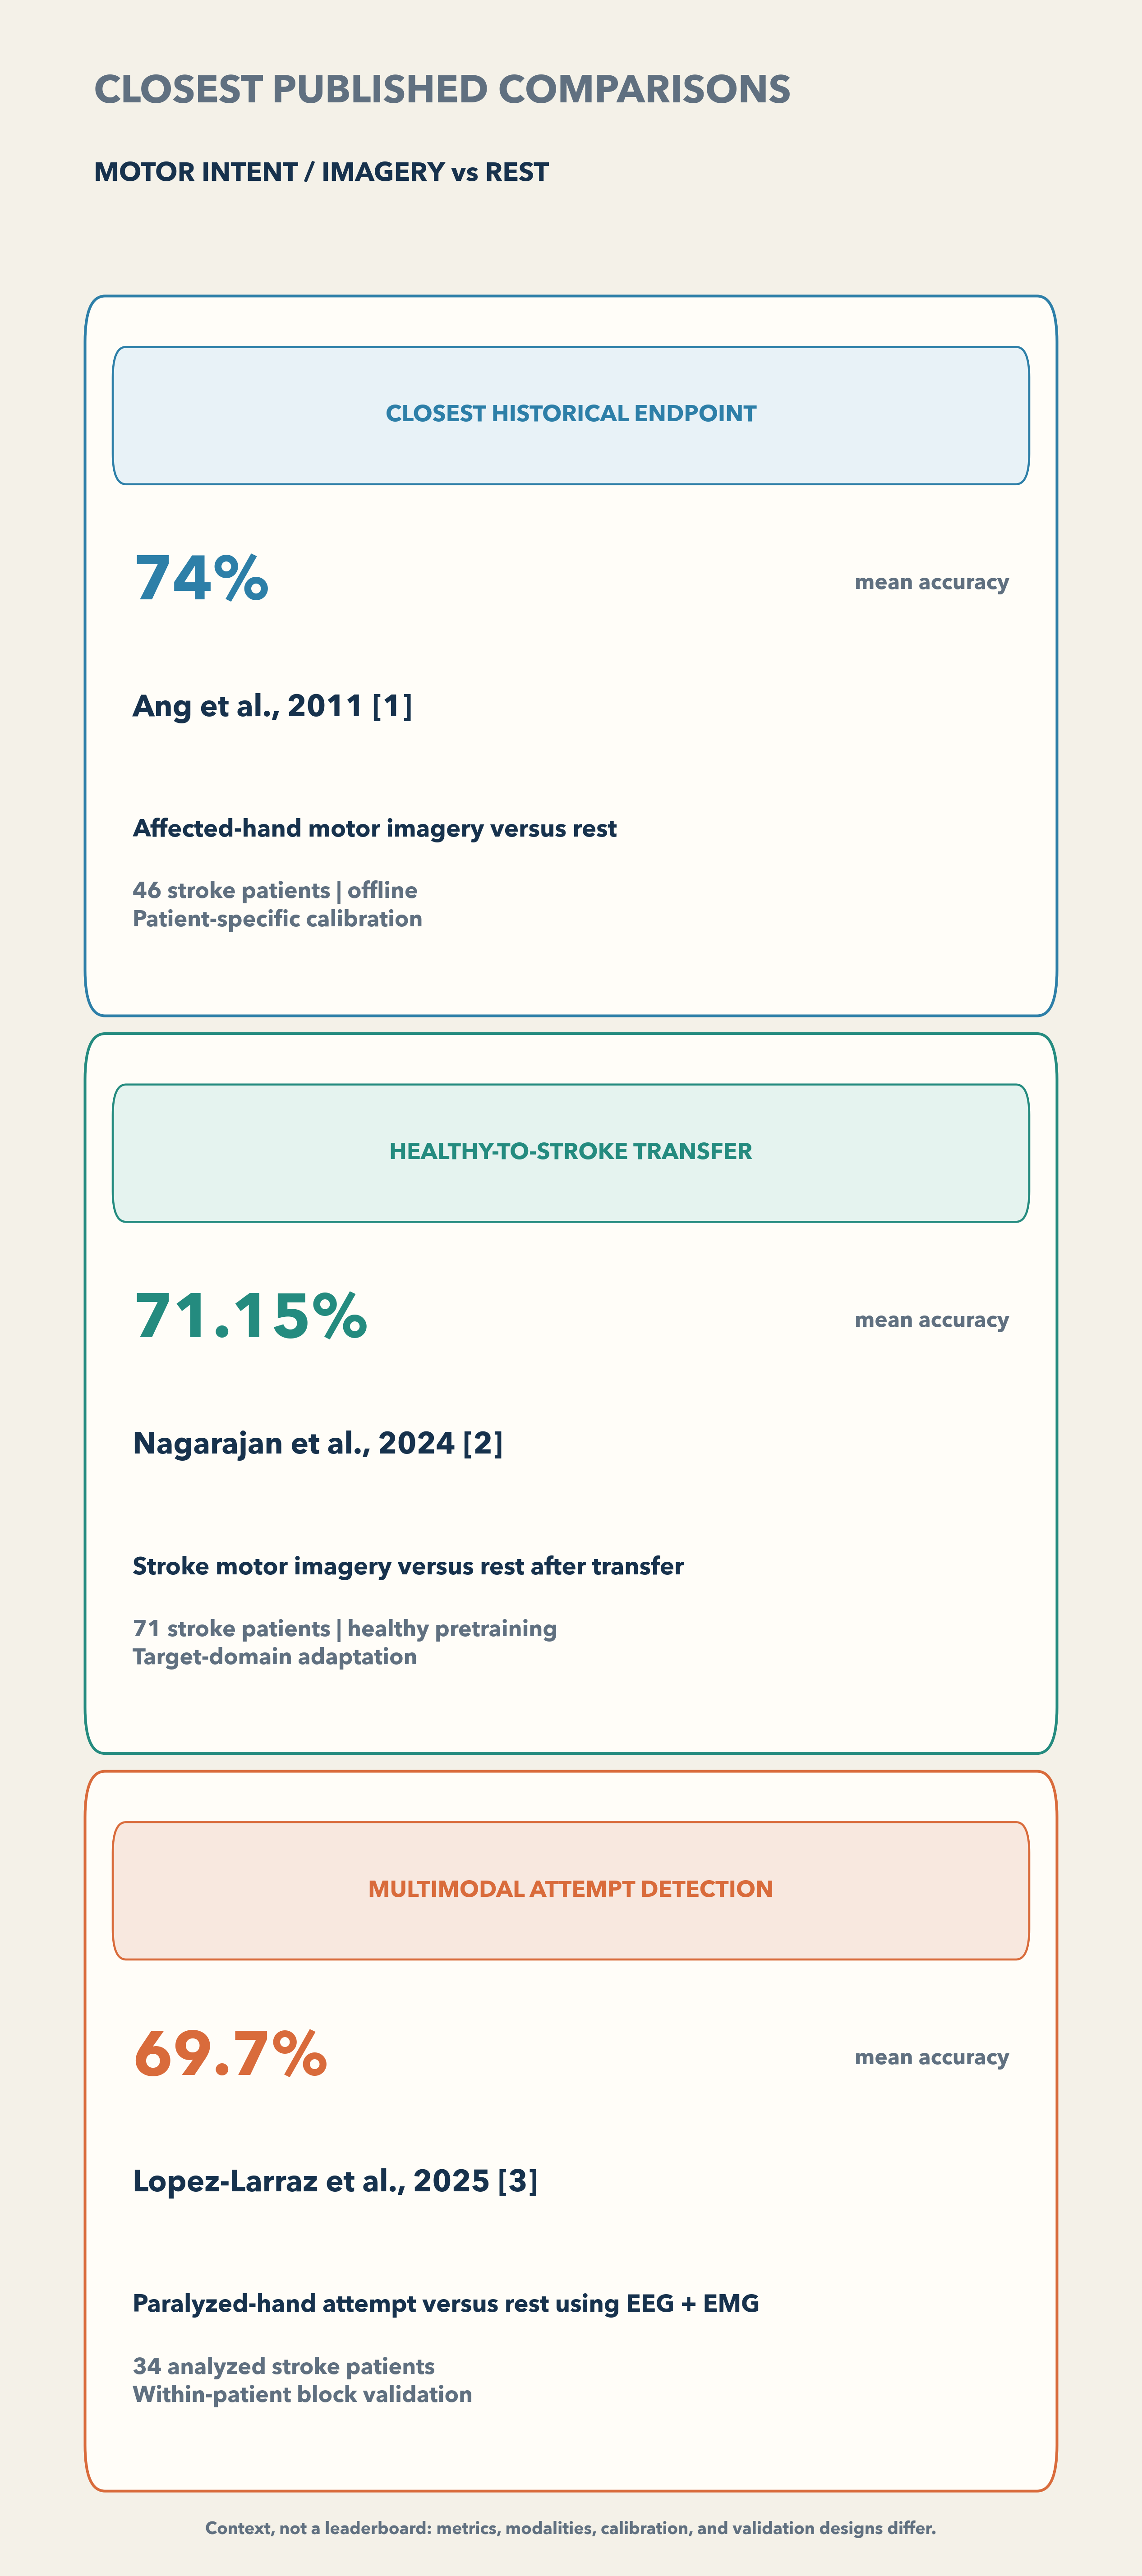 CLOSEST PUBLISHED COMPARISONS
MOTOR INTENT / IMAGERY vs REST
CLOSEST HISTORICAL ENDPOINT
74%
mean accuracy
Ang et al., 2011 [1]
Affected-hand motor imagery versus rest
46 stroke patients | offline
Patient-specific calibration
HEALTHY-TO-STROKE TRANSFER
71.15%
mean accuracy
Nagarajan et al., 2024 [2]
Stroke motor imagery versus rest after transfer
71 stroke patients | healthy pretraining
Target-domain adaptation
MULTIMODAL ATTEMPT DETECTION
69.7%
mean accuracy
Lopez-Larraz et al., 2025 [3]
Paralyzed-hand attempt versus rest using EEG + EMG
34 analyzed stroke patients
Within-patient block validation
Context, not a leaderboard: metrics, modalities, calibration, and validation designs differ.